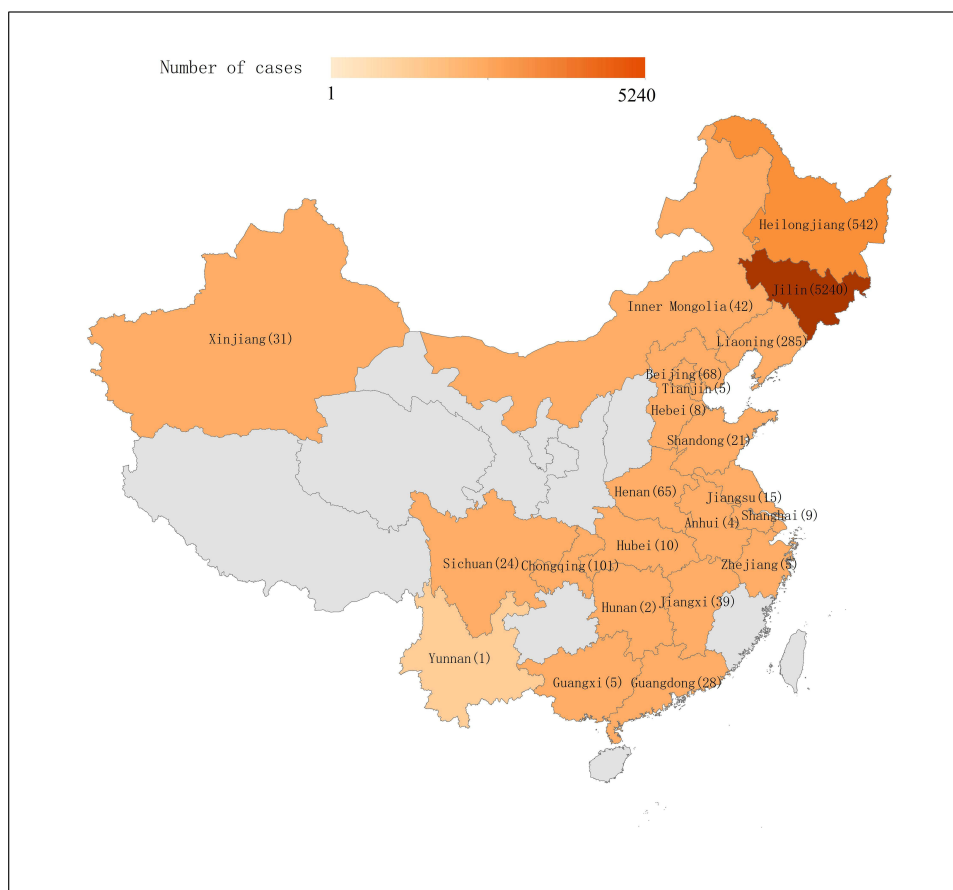 Number of cases
1
5240
Heilongjiang(542)
Jilin(5240)
Inner Mongolia(42)
Xinjiang(31)
Liaoning(285)
Beijing(68)
Tianjin(5)
Hebei(8)
Shandong(21)
Henan(65)
Jiangsu(15)
Shanghai(9)
Anhui(4)
Hubei(10)
Sichuan(24)
Chongqing(101)
Zhejiang(5)
Hunan(2)
Jiangxi(39)
Yunnan(1)
Guangxi(5)
Guangdong(28)